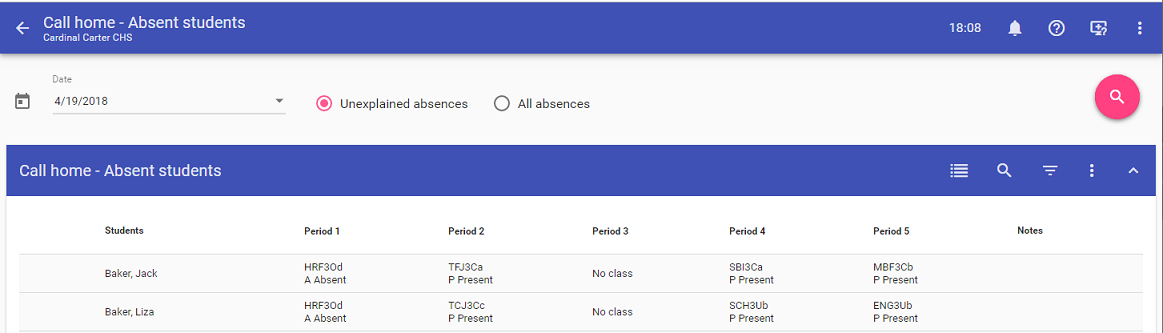 Call home - Absent students
Cardinal Carter CHS
18:08
Date
4/19/2018
Unexplained absences
All absences
Call home - Absent students
Students Period 1 Period 2 Period 3 Period 4 Period 5 Notes
HRF3Od TFJ3Ca SBI3Ca MBF3Cb
Baker, Jack No class
A Absent P Present P Present P Present
HRF3Od TCJ3Cc SCH3Ub ENG3Ub
Baker, Liza No class
A Absent P Present P Present P Present